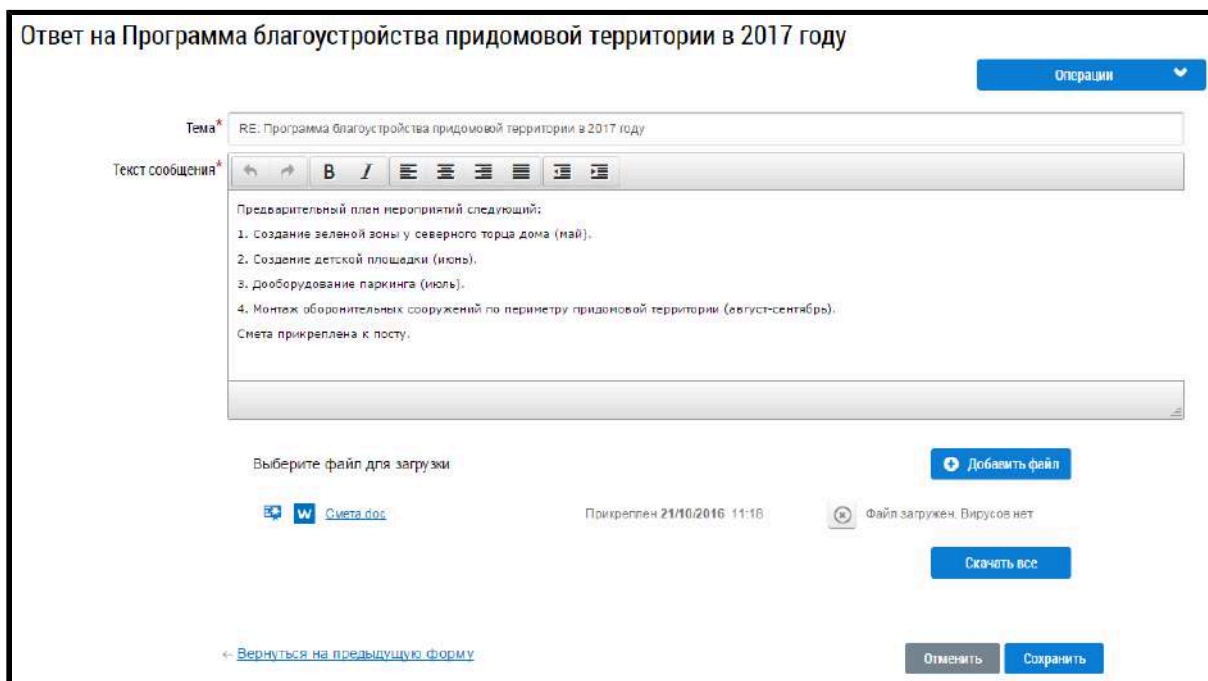 Ответ на Программа благоустройства придомовой территории в 2017 году
Операции
Тема*
RE: Программа благоустройства придомовой территории в 2017 году
Текст сообщения*
B I
Предварительный план мероприятий следующий:
1. Создание зеленой зоны у северного торца дома (май).
2. Создание детской площадки (июнь).
3. Дооборудование паркинга (июль).
4. Монтаж оборонительных сооружений по периметру придомовой территории (август-сентябрь).
Смета прикреплена к посту.
Выберите файл для загрузки
Добавить файл
W Смета.doc Прикреплен 21/10/2016 11:18 Файл загружен. Вирусов нет
Скачать все
← Вернуться на предыдущую форму
Отменить Сохранить